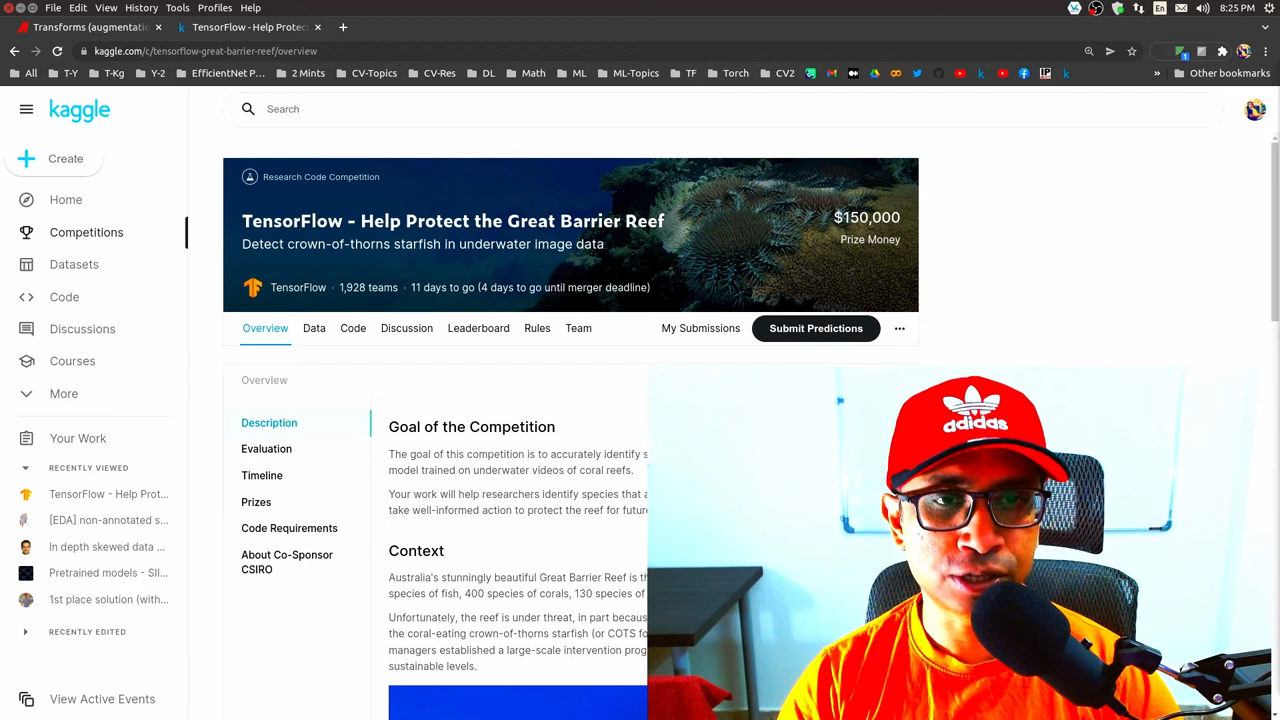 File Edit View History Tools Profiles Help
En
8:25 PM
Transforms (augmentatio
TensorFlow - Help Protec
kaggle.com/c/tensorflow-great-barrier-reef/overview
1
All T-Y T-Kg Y-2 EfficientNet P... 2 Mints CV-Topics CV-Res DL Math ML ML-Topics TF Torch CV2 » Other bookmarks
kaggle
Search
Create
Home
Competitions
Datasets
Code
Discussions
Courses
More
Your Work
RECENTLY VIEWED
TensorFlow - Help Prot...
[EDA] non-annotated s...
In depth skewed data ...
Pretrained models - SII...
1st place solution (with...
RECENTLY EDITED
View Active Events
Research Code Competition
TensorFlow - Help Protect the Great Barrier Reef
Detect crown-of-thorns starfish in underwater image data
$150,000
Prize Money
TensorFlow · 1,928 teams · 11 days to go (4 days to go until merger deadline)
Overview Data Code Discussion Leaderboard Rules Team My Submissions Submit Predictions
Overview
Description
Evaluation
Timeline
Prizes
Code Requirements
About Co-Sponsor
CSIRO
Goal of the Competition
The goal of this competition is to accurately identify s
model trained on underwater videos of coral reefs.
Your work will help researchers identify species that a
take well-informed action to protect the reef for future
Context
Australia's stunningly beautiful Great Barrier Reef is th
species of fish, 400 species of corals, 130 species of
Unfortunately, the reef is under threat, in part becaus
the coral-eating crown-of-thorns starfish (or COTS fo
managers established a large-scale intervention prog
sustainable levels.
adidas